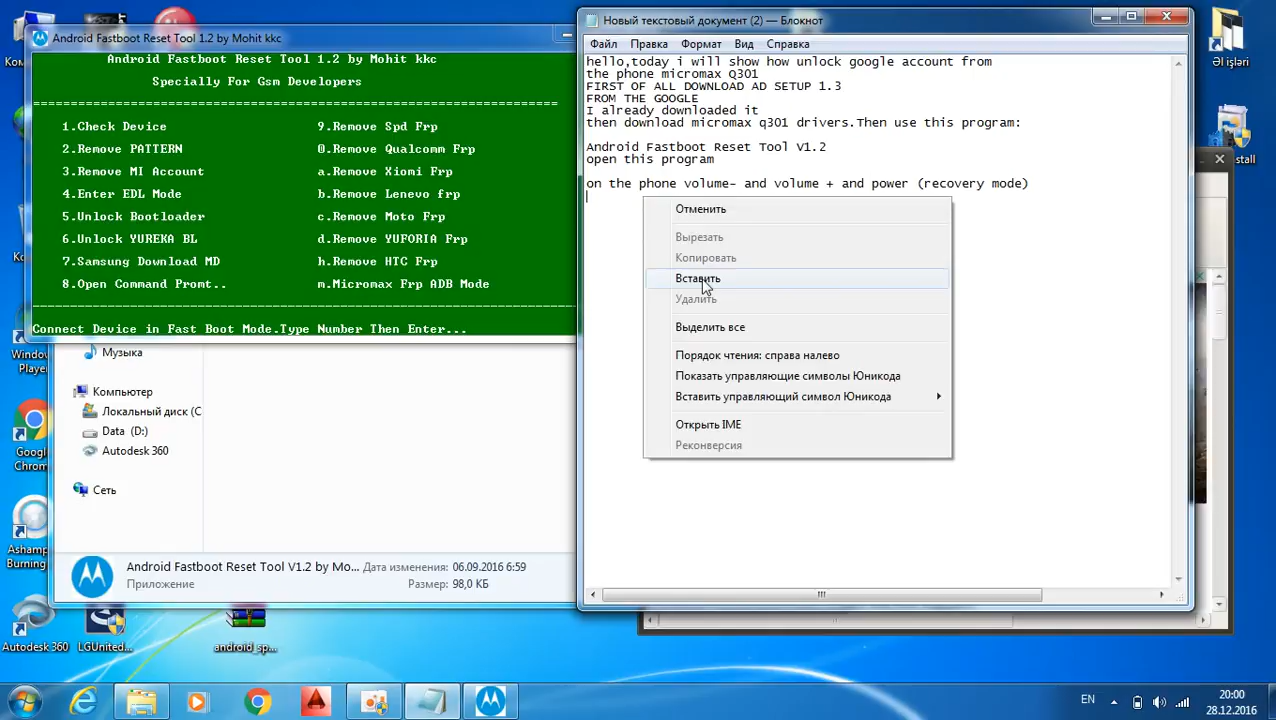 Android Fastboot Reset Tool 1.2 by Mohit kkc
Android Fastboot Reset Tool 1.2 by Mohit kkc
Specially For Gsm Developers
1.Check Device
2.Remove PATTERN
3.Remove MI Account
4.Enter EDL Mode
5.Unlock Bootloader
6.Unlock YUREKA BL
7.Samsung Download MD
8.Open Command Promt..
9.Remove Spd Frp
0.Remove Qualcomm Frp
a.Remove Xiomi Frp
b.Remove Lenevo frp
c.Remove Moto Frp
d.Remove YUFORIA Frp
h.Remove HTC Frp
m.Micromax Frp ADB Mode
Connect Device in Fast Boot Mode.Type Number Then Enter...
Музыка
Компьютер
Локальный диск (C
Data (D:)
Autodesk 360
Сеть
Android Fastboot Reset Tool V1.2 by Mo...
Дата изменения: 06.09.2016 6:59
Приложение
Размер: 98,0 КБ
Новый текстовый документ (2) — Блокнот
Файл Правка Формат Вид Справка
hello,today i will show how unlock google account from
the phone micromax Q301
FIRST OF ALL DOWNLOAD AD SETUP 1.3
FROM THE GOOGLE
I already downloaded it
then download micromax q301 drivers.Then use this program:
Android Fastboot Reset Tool V1.2
open this program
on the phone volume- and volume + and power (recovery mode)
Отменить
Вырезать
Копировать
Вставить
Удалить
Выделить все
Порядок чтения: справа налево
Показать управляющие символы Юникода
Вставить управляющий символ Юникода
Открыть IME
Реконверсия
Əl işləri
Window
Player
Google
Chrom
Ashamp
Burning
Autodesk 360
LGUnited...
android_sp...
EN
20:00
28.12.2016